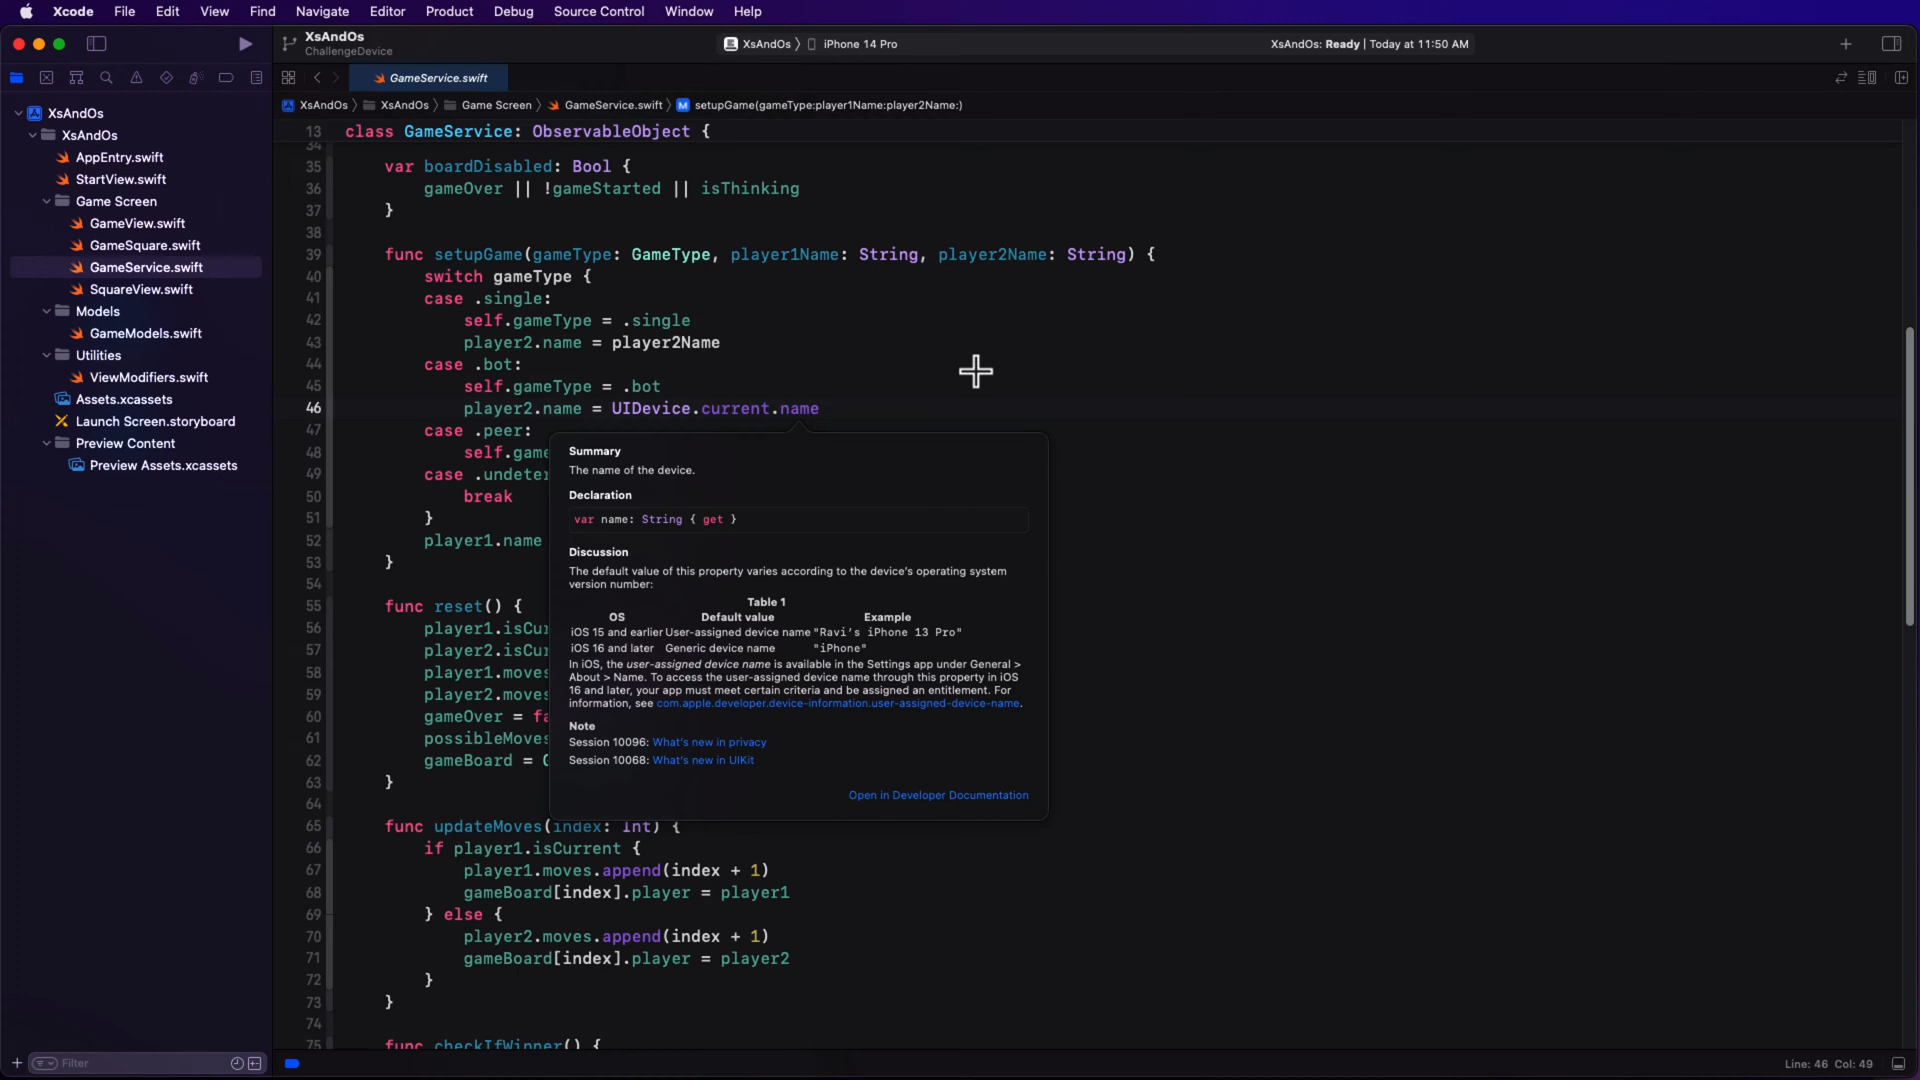 Xcode File Edit View Find Navigate Editor Product Debug Source Control Window Help
XsAndOs
ChallengeDevice
XsAndOs 〉 iPhone 14 Pro
XsAndOs: Ready | Today at 11:50 AM
GameService.swift
XsAndOs 〉 XsAndOs 〉 Game Screen 〉 GameService.swift 〉 M setupGame(gameType:player1Name:player2Name:)
XsAndOs
XsAndOs
AppEntry.swift
StartView.swift
Game Screen
GameView.swift
GameSquare.swift
GameService.swift
SquareView.swift
Models
GameModels.swift
Utilities
ViewModifiers.swift
Assets.xcassets
Launch Screen.storyboard
Preview Content
Preview Assets.xcassets
Filter
13 class GameService: ObservableObject {
34
35 var boardDisabled: Bool {
36 gameOver || !gameStarted || isThinking
37 }
38
39 func setupGame(gameType: GameType, player1Name: String, player2Name: String) {
40 switch gameType {
41 case .single:
42 self.gameType = .single
43 player2.name = player2Name
44 case .bot:
45 self.gameType = .bot
46 player2.name = UIDevice.current.name
47 case .peer:
48 self.game
49 case .undeter
50 break
51 }
52 player1.name
53 }
54
55 func reset() {
56 player1.isCur
57 player2.isCur
58 player1.moves
59 player2.moves
60 gameOver = fa
61 possibleMoves
62 gameBoard = G
63 }
64
65 func updateMoves(index: Int) {
66 if player1.isCurrent {
67 player1.moves.append(index + 1)
68 gameBoard[index].player = player1
69 } else {
70 player2.moves.append(index + 1)
71 gameBoard[index].player = player2
72 }
73 }
74
75 func checkIfWinner() {
Summary
The name of the device.
Declaration
var name: String { get }
Discussion
The default value of this property varies according to the device's operating system
version number:
Table 1
OS Default value Example
iOS 15 and earlier User-assigned device name "Ravi's iPhone 13 Pro"
iOS 16 and later Generic device name "iPhone"
In iOS, the user-assigned device name is available in the Settings app under General >
About > Name. To access the user-assigned device name through this property in iOS
16 and later, your app must meet certain criteria and be assigned an entitlement. For
information, see com.apple.developer.device-information.user-assigned-device-name.
Note
Session 10096: What's new in privacy
Session 10068: What's new in UIKit
Open in Developer Documentation
Line: 46 Col: 49